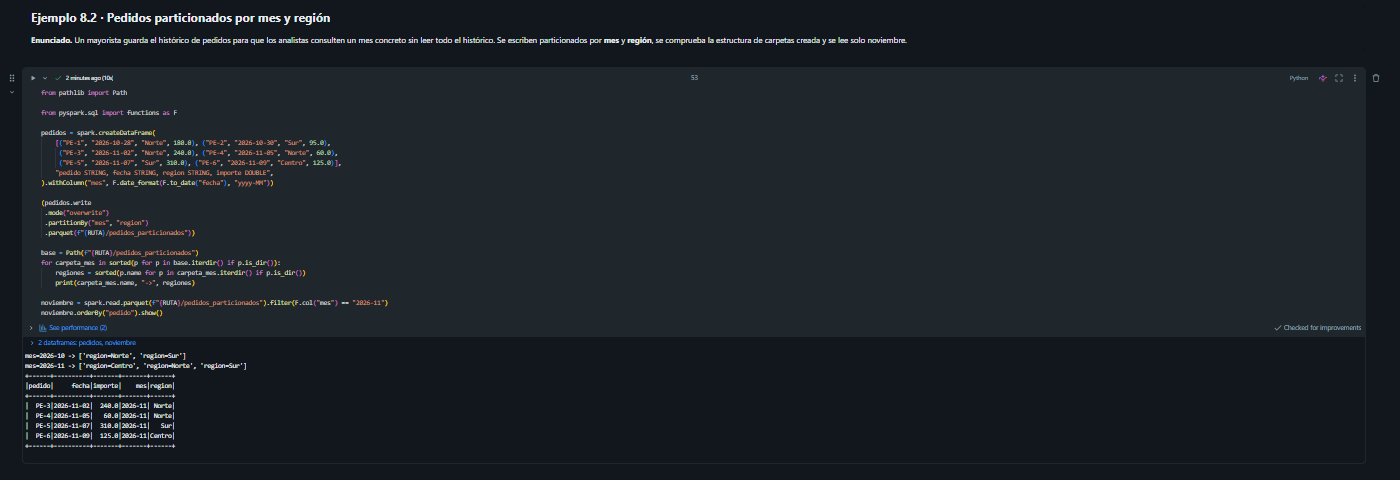 Ejemplo 8.2 · Pedidos particionados por mes y región
Enunciado. Un mayorista guarda el histórico de pedidos para que los analistas consulten un mes concreto sin leer todo el histórico. Se escriben particionados por mes y región, se comprueba la estructura de carpetas creada y se lee solo noviembre.
2 minutes ago (10s)
53
Python
from pathlib import Path
from pyspark.sql import functions as F
pedidos = spark.createDataFrame(
[("PE-1", "2026-10-28", "Norte", 180.0), ("PE-2", "2026-10-30", "Sur", 95.0),
("PE-3", "2026-11-02", "Norte", 240.0), ("PE-4", "2026-11-05", "Norte", 60.0),
("PE-5", "2026-11-07", "Sur", 310.0), ("PE-6", "2026-11-09", "Centro", 125.0)],
"pedido STRING, fecha STRING, region STRING, importe DOUBLE",
).withColumn("mes", F.date_format(F.to_date("fecha"), "yyyy-MM"))
(pedidos.write
.mode("overwrite")
.partitionBy("mes", "region")
.parquet(f"{RUTA}/pedidos_particionados"))
base = Path(f"{RUTA}/pedidos_particionados")
for carpeta_mes in sorted(p for p in base.iterdir() if p.is_dir()):
regiones = sorted(p.name for p in carpeta_mes.iterdir() if p.is_dir())
print(carpeta_mes.name, "->", regiones)
noviembre = spark.read.parquet(f"{RUTA}/pedidos_particionados").filter(F.col("mes") == "2026-11")
noviembre.orderBy("pedido").show()
See performance (2)
Checked for improvements
2 dataframes: pedidos, noviembre
mes=2026-10 -> ['region=Norte', 'region=Sur']
mes=2026-11 -> ['region=Centro', 'region=Norte', 'region=Sur']
+------+----------+-------+-------+------+
|pedido|     fecha|importe|    mes|region|
+------+----------+-------+-------+------+
|  PE-3|2026-11-02|  240.0|2026-11| Norte|
|  PE-4|2026-11-05|   60.0|2026-11| Norte|
|  PE-5|2026-11-07|  310.0|2026-11|   Sur|
|  PE-6|2026-11-09|  125.0|2026-11|Centro|
+------+----------+-------+-------+------+